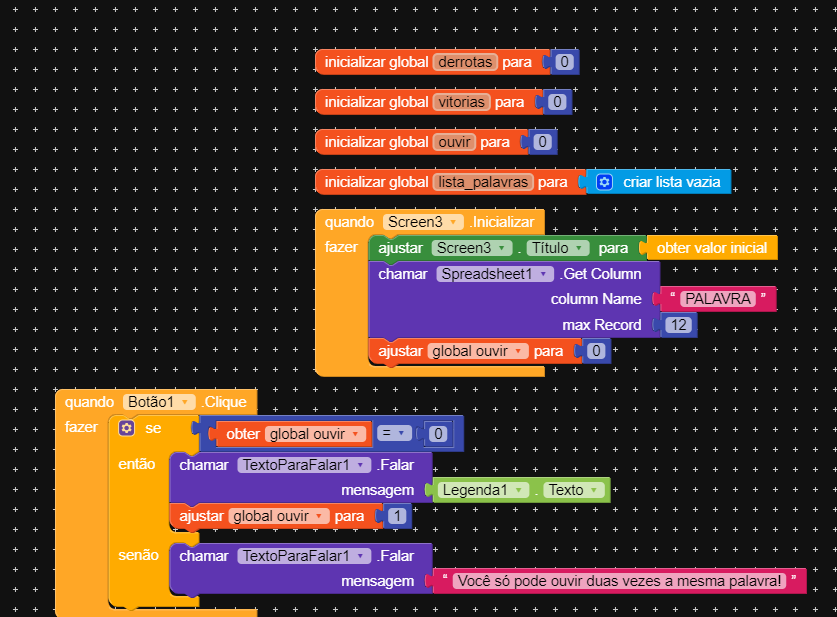 inicializar global derrotas para 0
inicializar global vitorias para 0
inicializar global ouvir para 0
inicializar global lista_palavras para criar lista vazia
quando Screen3 .Inicializar
fazer ajustar Screen3 . Título para obter valor inicial
chamar Spreadsheet1 .Get Column
column Name " PALAVRA "
max Record 12
ajustar global ouvir para 0
quando Botão1 .Clique
fazer se obter global ouvir = 0
então chamar TextoParaFalar1 .Falar
mensagem Legenda1 . Texto
ajustar global ouvir para 1
senão chamar TextoParaFalar1 .Falar
mensagem " Você só pode ouvir duas vezes a mesma palavra! "